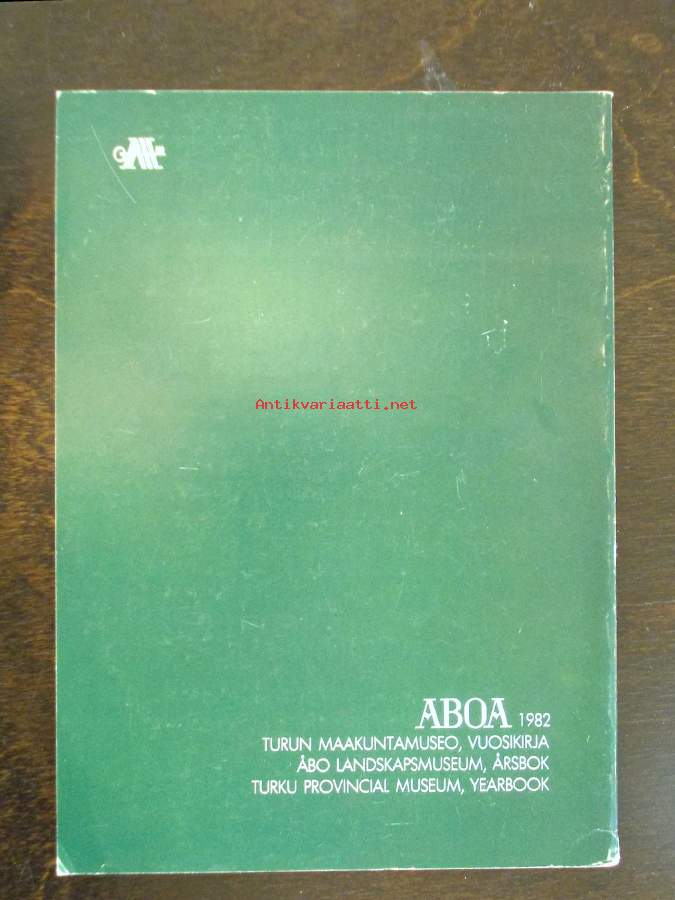 Antikvariaatti.net
ABOA 1982
TURUN MAAKUNTAMUSEO, VUOSIKIRJA
ÅBO LANDSKAPSMUSEUM, ÅRSBOK
TURKU PROVINCIAL MUSEUM, YEARBOOK